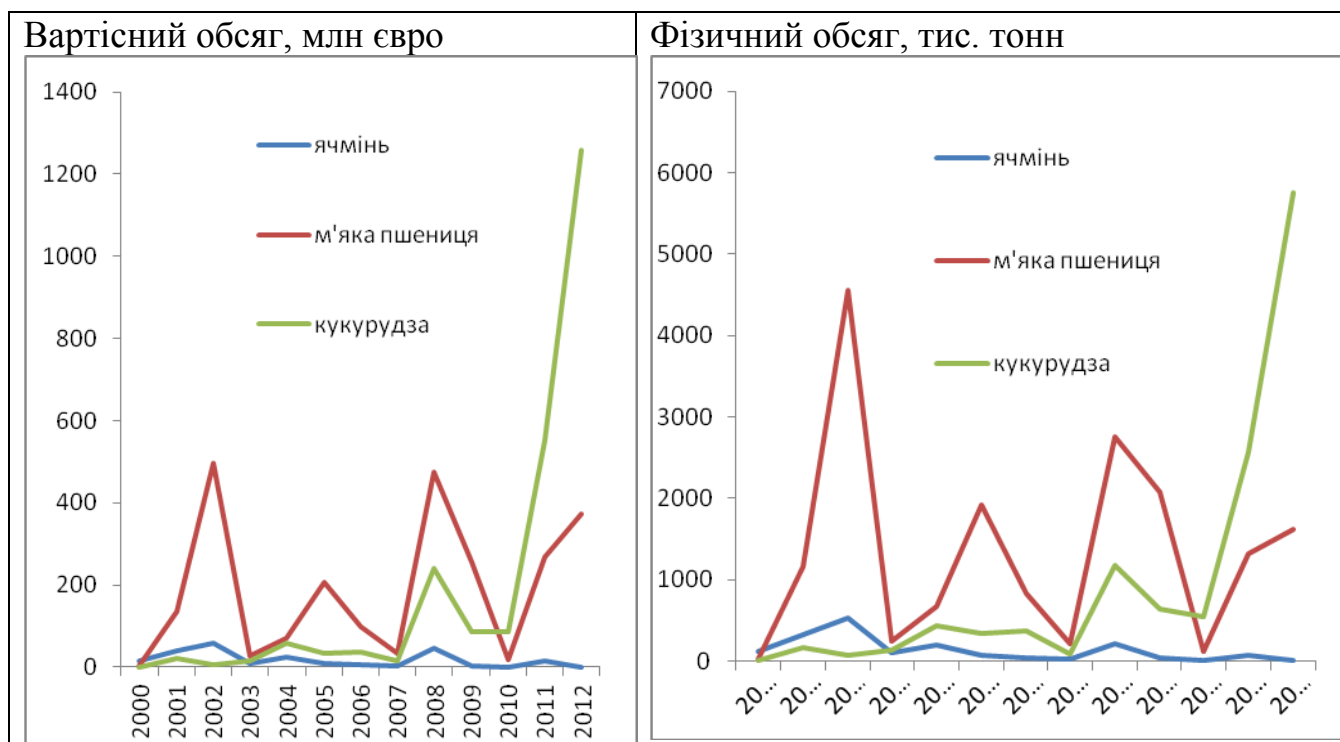 Вартісний обсяг, млн євро
1400
1200
1000
800
600
400
200
0
ячмінь
м'яка пшениця
кукурудза
2000 2001 2002 2003 2004 2005 2006 2007 2008 2009 2010 2011 2012
Фізичний обсяг, тис. тонн
7000
6000
5000
4000
3000
2000
1000
0
ячмінь
м'яка пшениця
кукурудза
20... 20... 20... 20... 20... 20... 20... 20... 20... 20... 20... 20... 20...